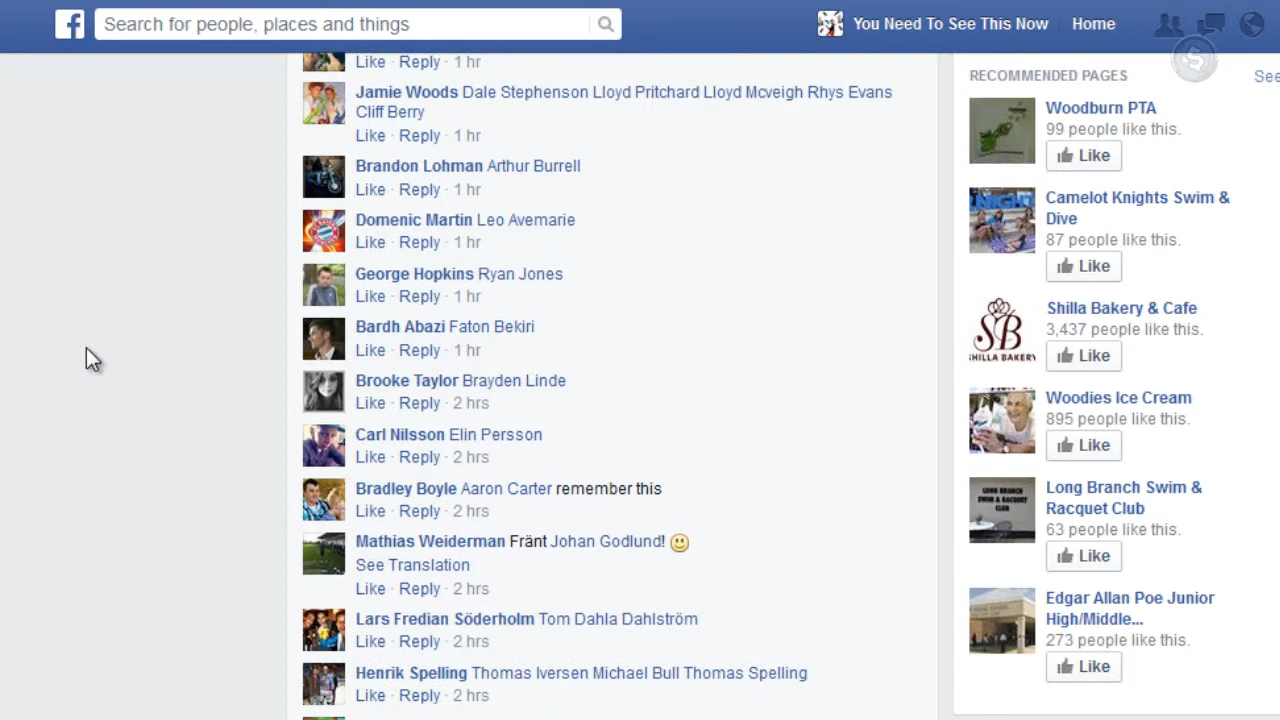 f
Search for people, places and things
You Need To See This Now
Home
Like · Reply · 1 hr
Jamie Woods Dale Stephenson Lloyd Pritchard Lloyd Mcveigh Rhys Evans
Cliff Berry
Like · Reply · 1 hr
Brandon Lohman Arthur Burrell
Like · Reply · 1 hr
Domenic Martin Leo Avemarie
Like · Reply · 1 hr
George Hopkins Ryan Jones
Like · Reply · 1 hr
Bardh Abazi Faton Bekiri
Like · Reply · 1 hr
Brooke Taylor Brayden Linde
Like · Reply · 2 hrs
Carl Nilsson Elin Persson
Like · Reply · 2 hrs
Bradley Boyle Aaron Carter remember this
Like · Reply · 2 hrs
Mathias Weiderman Fränt Johan Godlund! 🙂
See Translation
Like · Reply · 2 hrs
Lars Fredian Söderholm Tom Dahla Dahlström
Like · Reply · 2 hrs
Henrik Spelling Thomas Iversen Michael Bull Thomas Spelling
Like · Reply · 2 hrs
RECOMMENDED PAGES
See
Woodburn PTA
99 people like this.
Like
KNIGHTS
Camelot Knights Swim &
Dive
87 people like this.
Like
SB
SHILLA BAKERY
Shilla Bakery & Cafe
3,437 people like this.
Like
Woodies Ice Cream
895 people like this.
Like
LONG BRANCH
SWIM & RACQUET
CLUB
Long Branch Swim &
Racquet Club
63 people like this.
Like
Edgar Allan Poe Junior
High/Middle...
273 people like this.
Like